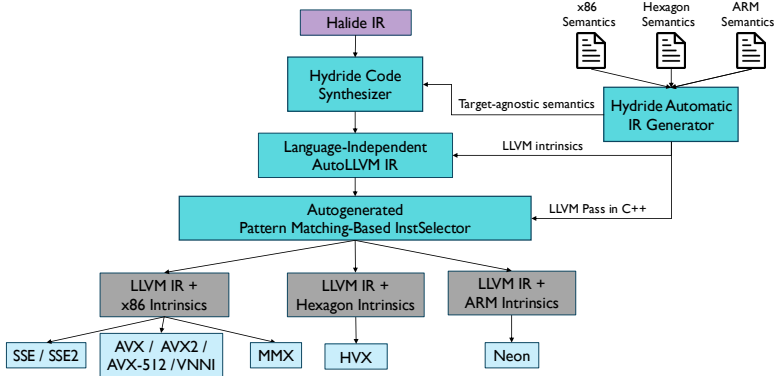 x86
Semantics
Hexagon
Semantics
ARM
Semantics
Halide IR
Hydride Code
Synthesizer
Target-agnostic semantics
Hydride Automatic
IR Generator
Language-Independent
AutoLLVM IR
LLVM intrinsics
Autogenerated
Pattern Matching-Based InstSelector
LLVM Pass in C++
LLVM IR +
x86 Intrinsics
LLVM IR +
Hexagon Intrinsics
LLVM IR +
ARM Intrinsics
SSE / SSE2
AVX / AVX2 /
AVX-512 / VNNI
MMX
HVX
Neon